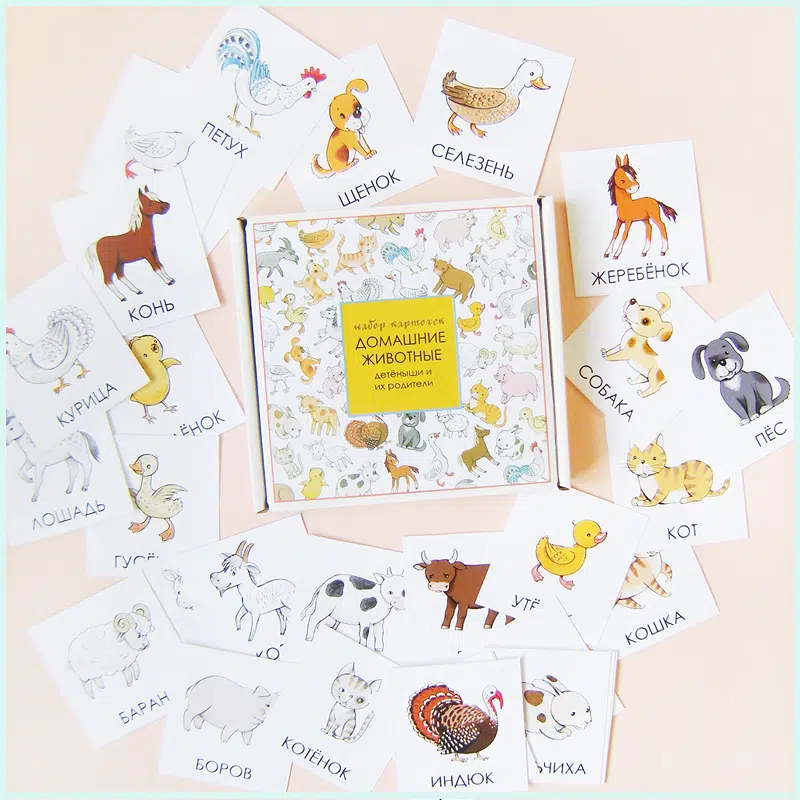 ПЕТУХ
ЩЕНОК
СЕЛЕЗЕНЬ
КОНЬ
ЖЕРЕБЁНОК
набор карточек
ДОМАШНИЕ
ЖИВОТНЫЕ
детёныши и
их родители
КУРИЦА
СОБАКА
ПЁС
ЛОШАДЬ
КОТ
КОШКА
БАРАН
БОРОВ
КОТЁНОК
ИНДЮК